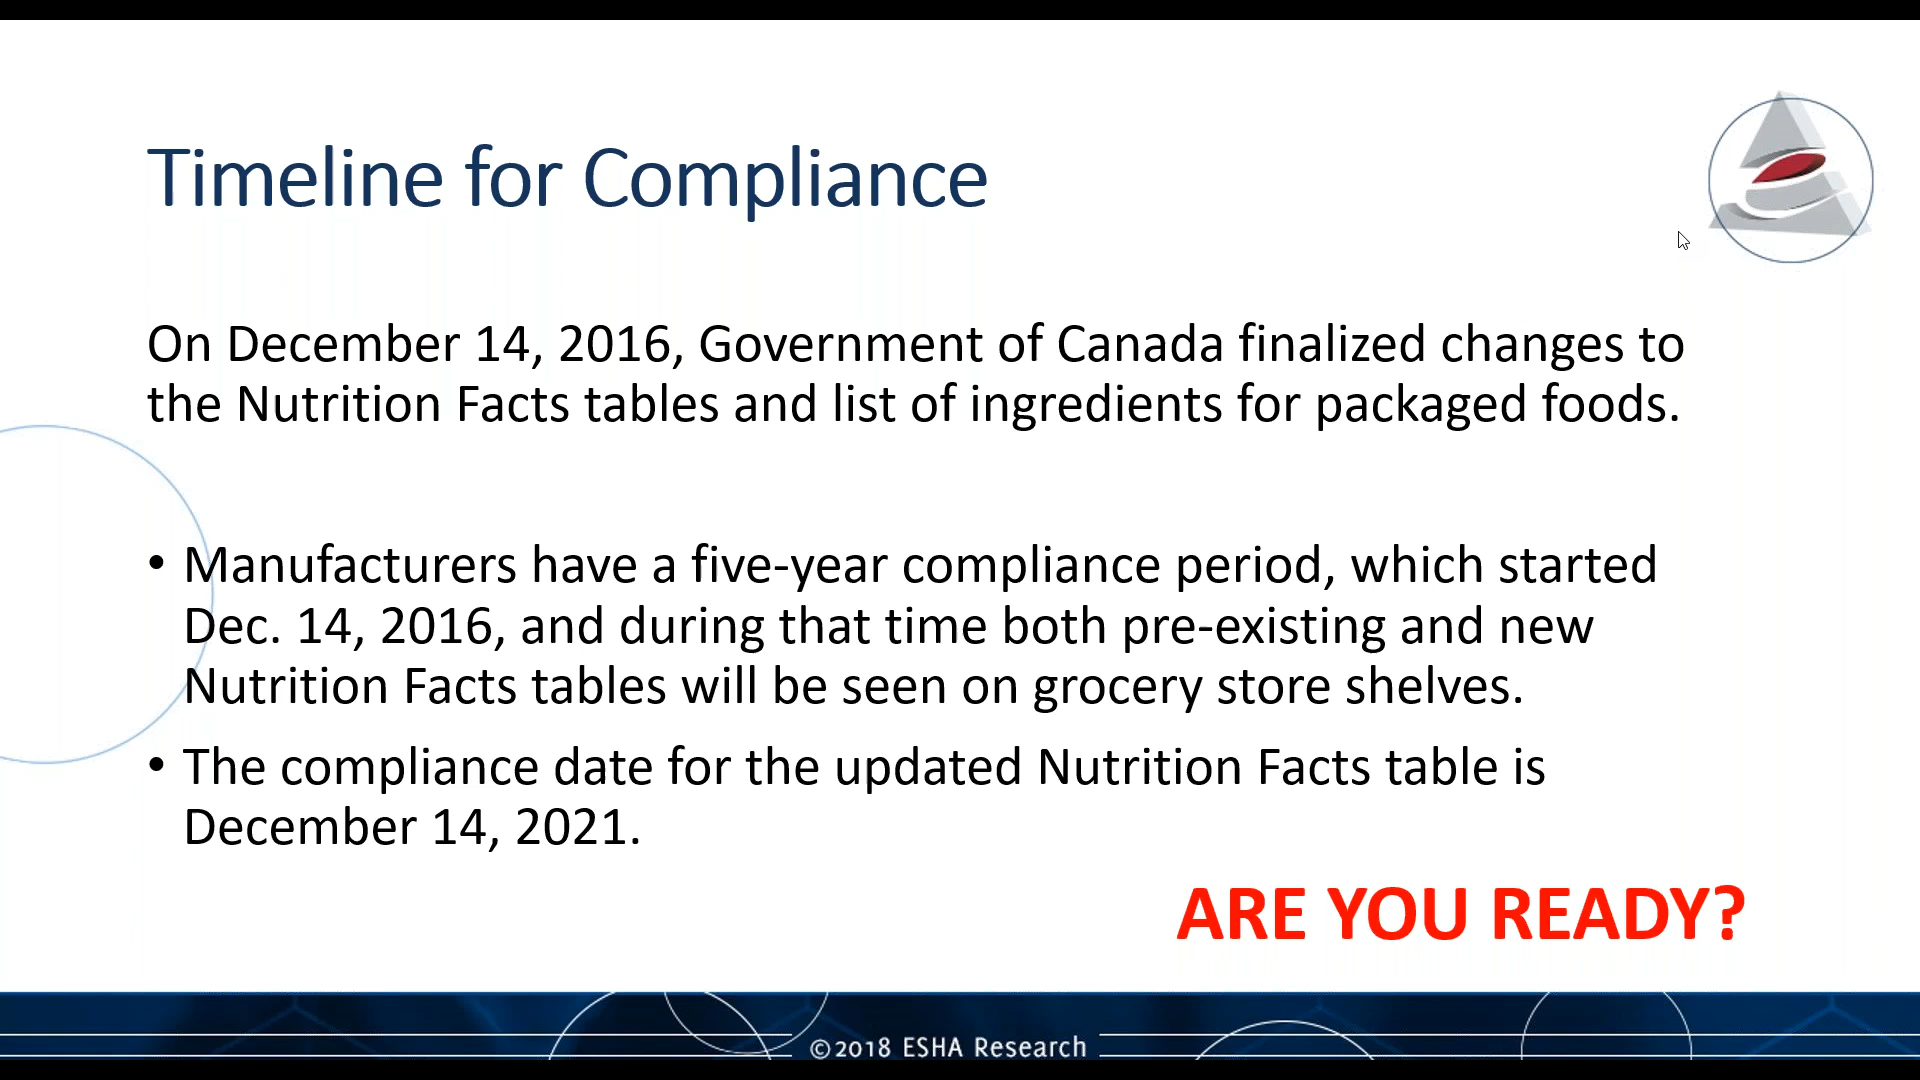 Timeline for Compliance
On December 14, 2016, Government of Canada finalized changes to
the Nutrition Facts tables and list of ingredients for packaged foods.
• Manufacturers have a five-year compliance period, which started
Dec. 14, 2016, and during that time both pre-existing and new
Nutrition Facts tables will be seen on grocery store shelves.
• The compliance date for the updated Nutrition Facts table is
December 14, 2021.
ARE YOU READY?
©2018 ESHA Research